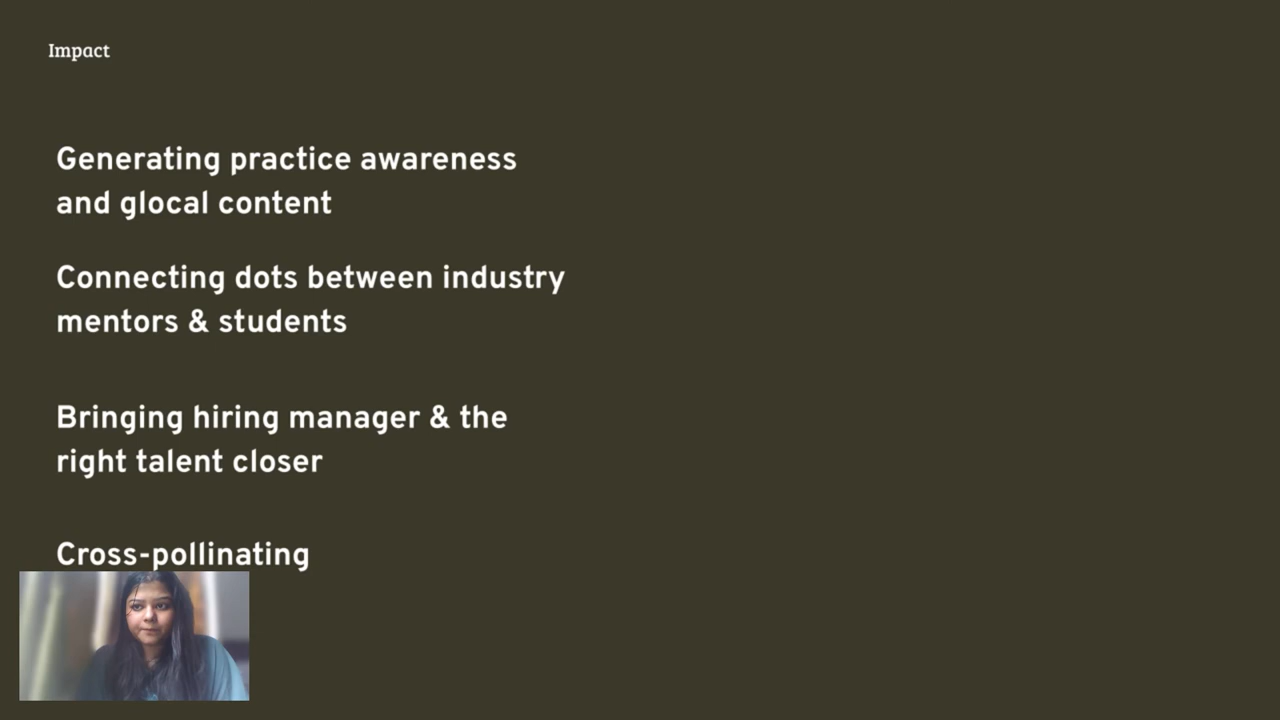 Impact
Generating practice awareness
and glocal content
Connecting dots between industry
mentors & students
Bringing hiring manager & the
right talent closer
Cross-pollinating